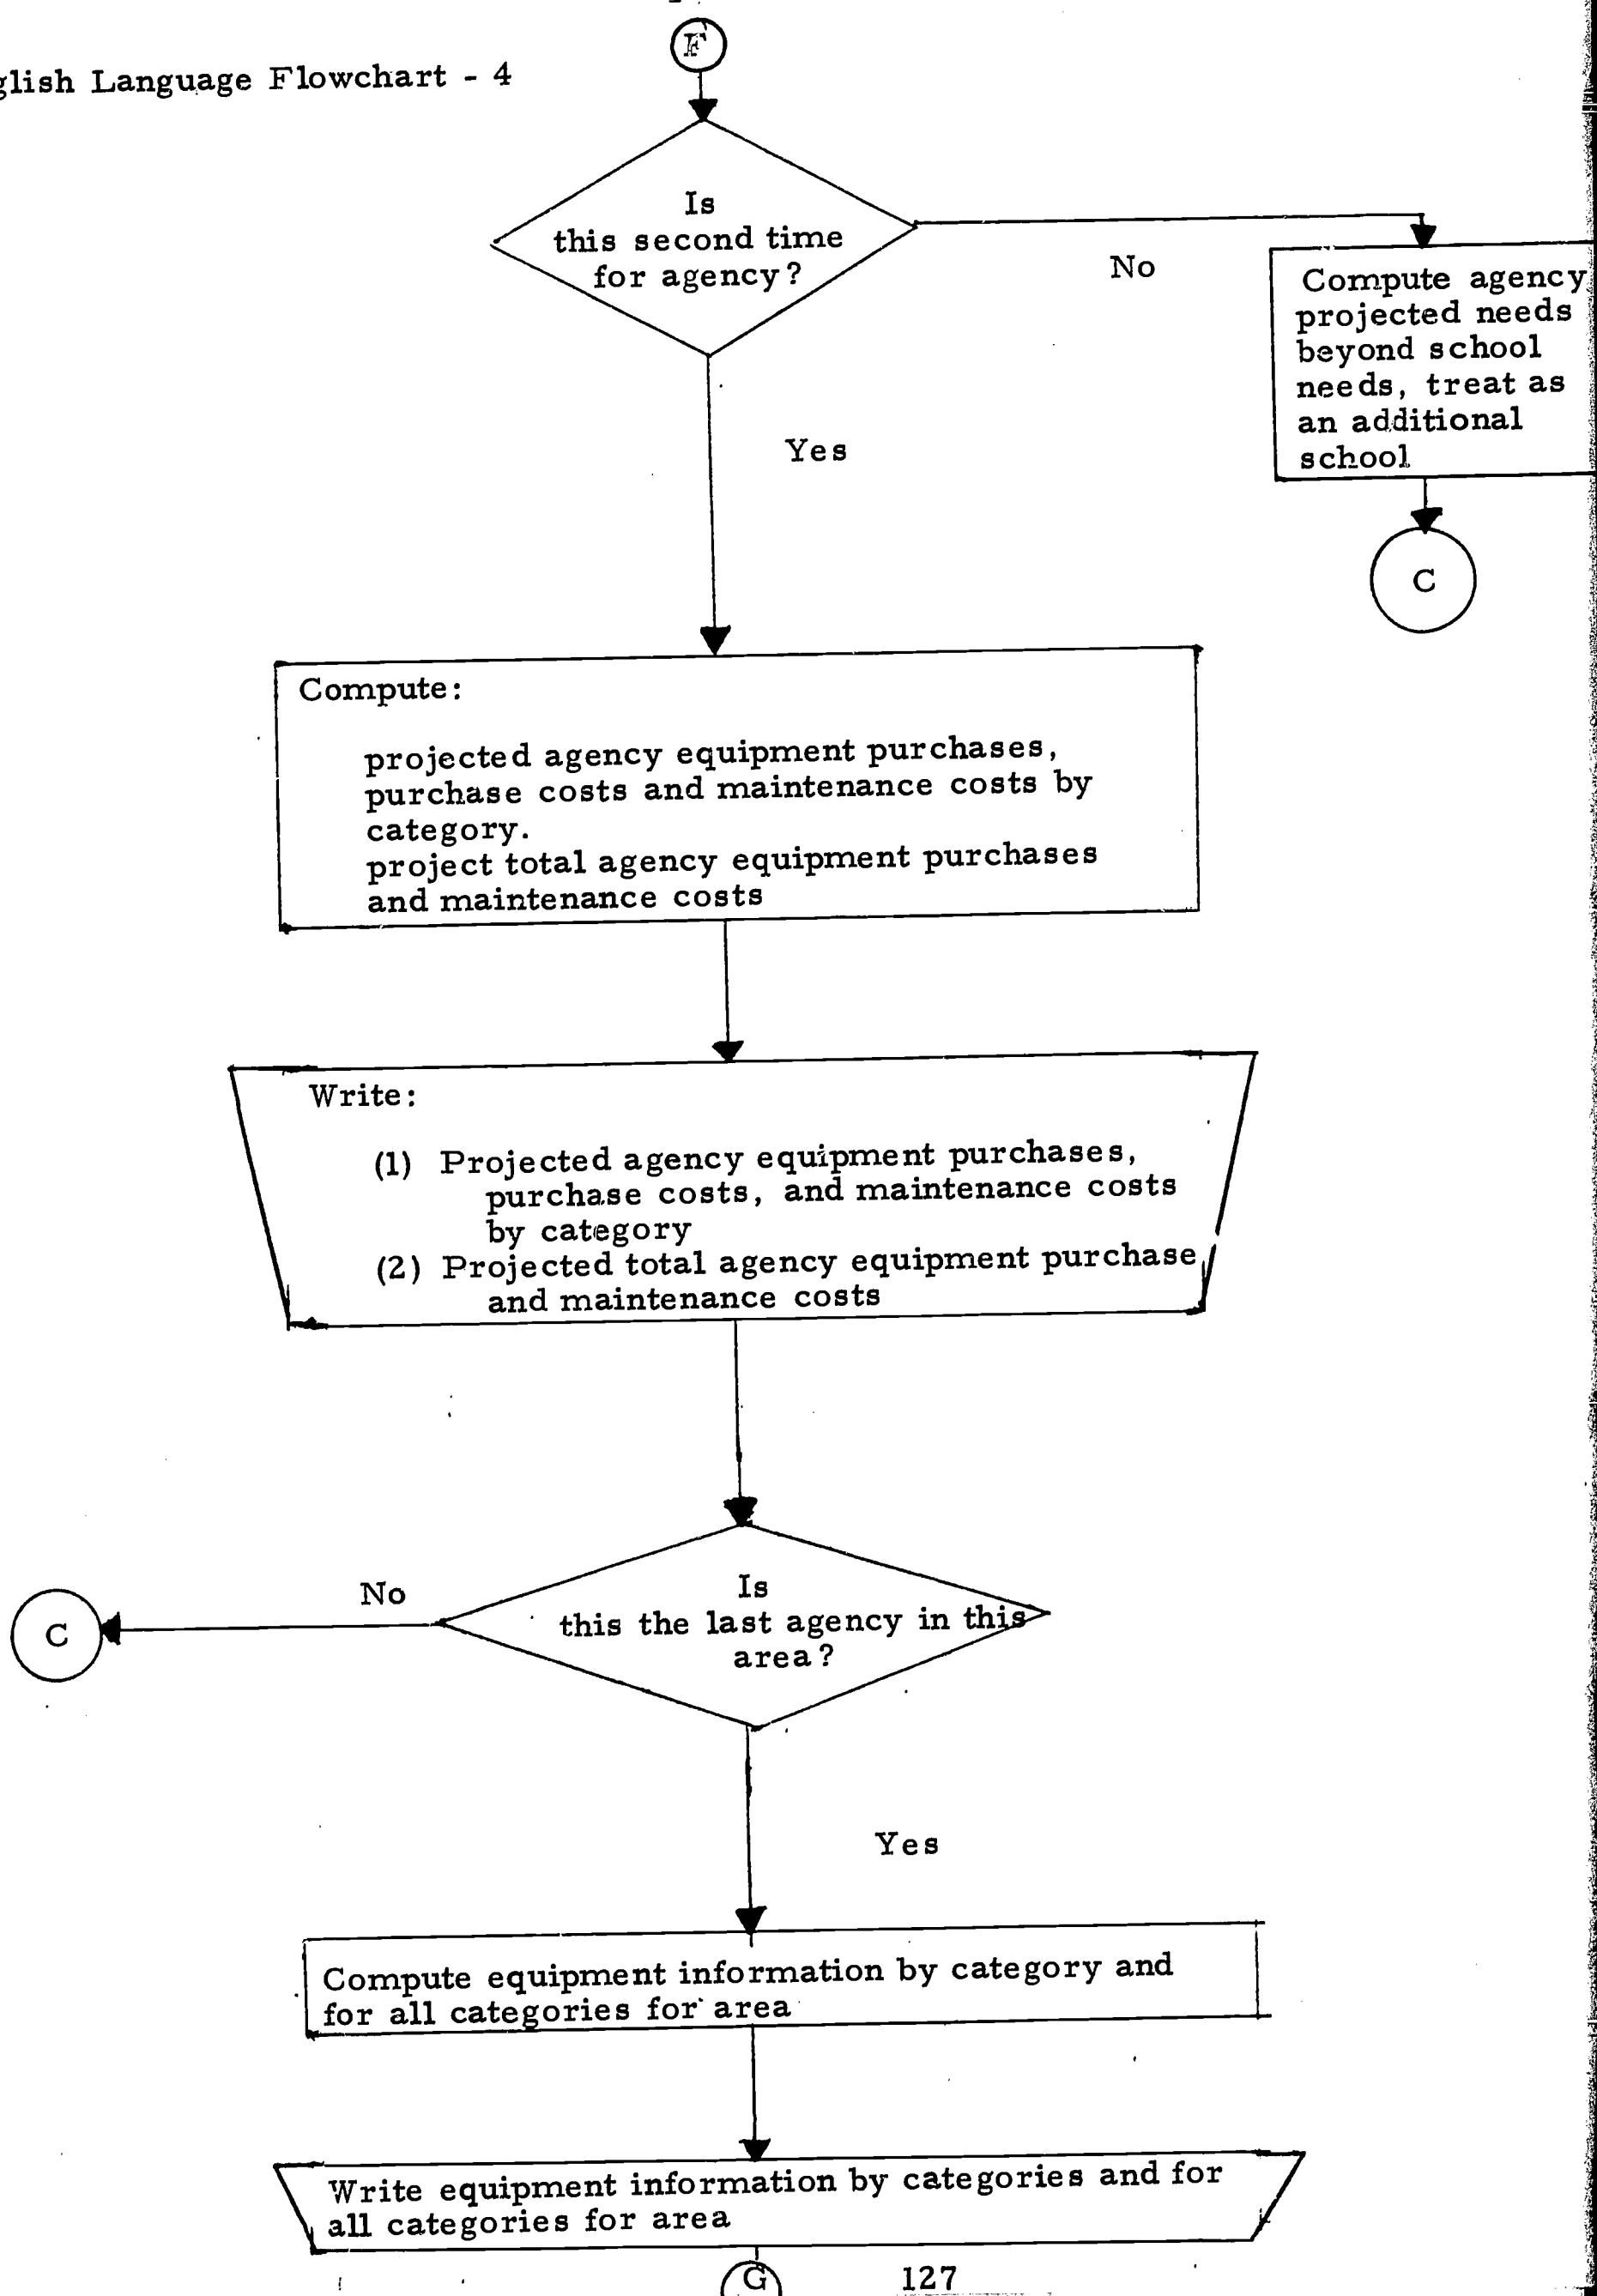 F
glish Language Flowchart - 4
Is
this second time
for agency?
No
Compute agency
projected needs
beyond school
needs, treat as
an additional
school
Yes
C
Compute:
projected agency equipment purchases,
purchase costs and maintenance costs by
category.
project total agency equipment purchases
and maintenance costs
Write:
(1) Projected agency equipment purchases,
purchase costs, and maintenance costs
by category
(2) Projected total agency equipment purchase
and maintenance costs
Is
this the last agency in this
area?
No
C
Yes
Compute equipment information by category and
for all categories for area
Write equipment information by categories and for
all categories for area
G
127